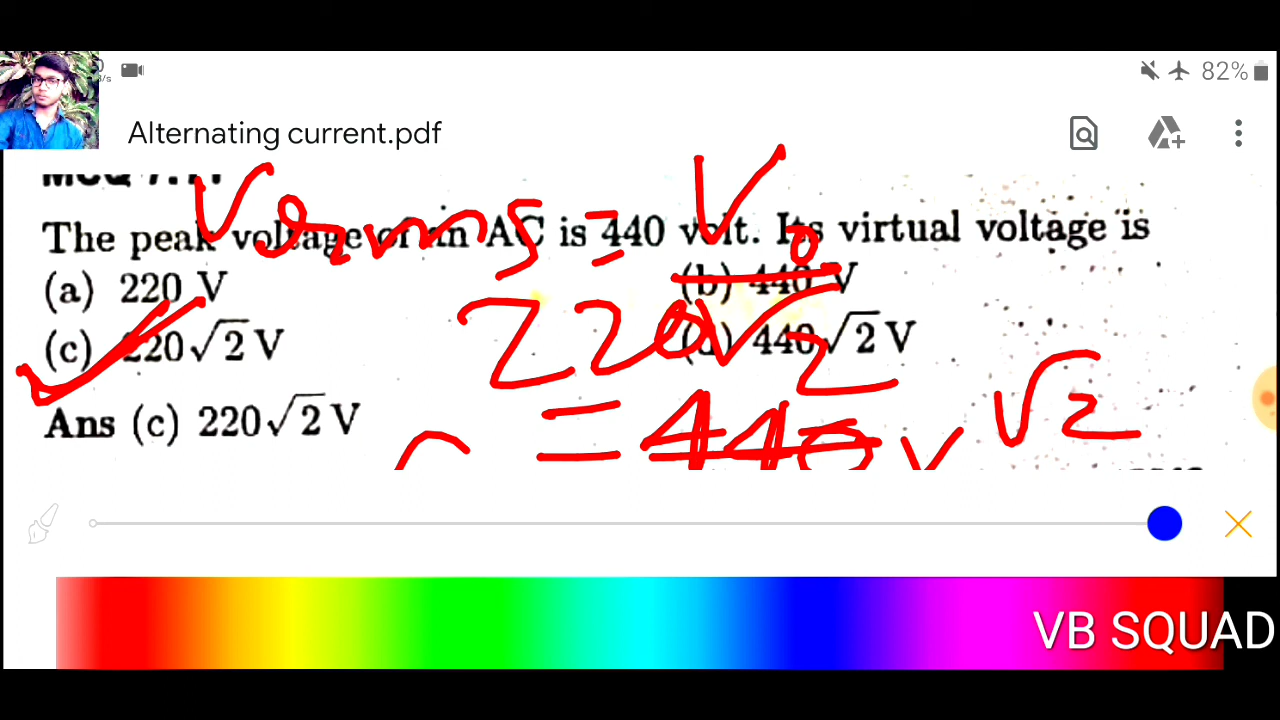 82%
Alternating current.pdf
The peak voltage of an AC is 440 volt. Its virtual voltage is
(a) 220 V
(b) 440 V
(c) 220√2 V
(d) 440√2 V
Ans (c) 220√2 V
Vrms = V₀
√2
= 440
√2
220√2
V
VB SQUAD